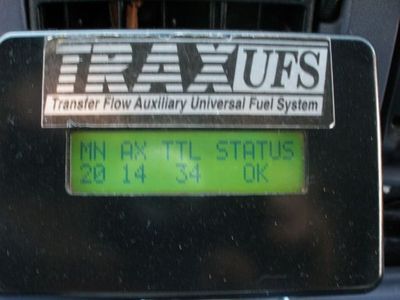 TRAX UFS
Transfer Flow Auxiliary Universal Fuel System
MN AX TTL STATUS
20 14 34 OK